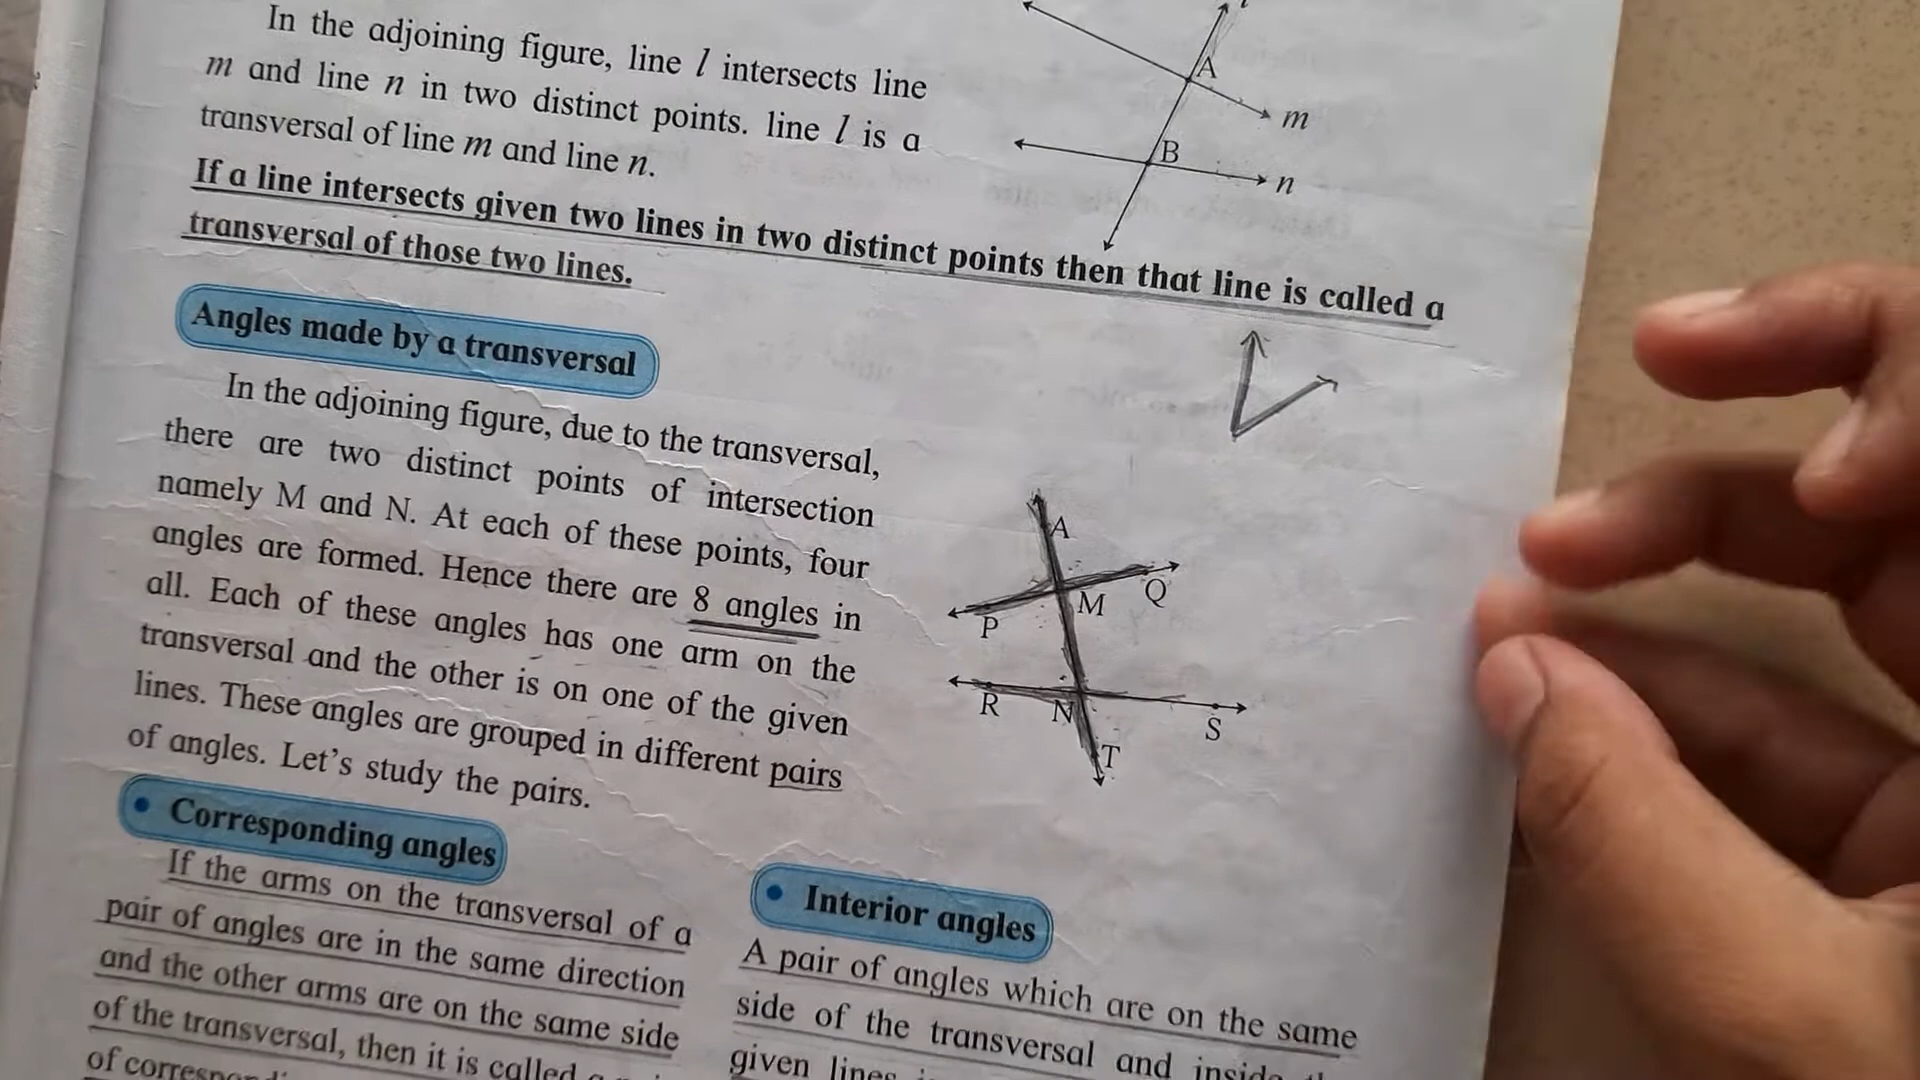 In the adjoining figure, line l intersects line
m and line n in two distinct points. line l is a
transversal of line m and line n.
A
m
B
n
If a line intersects given two lines in two distinct points then that line is called a
transversal of those two lines.
Angles made by a transversal
In the adjoining figure, due to the transversal,
there are two distinct points of intersection
namely M and N. At each of these points, four
angles are formed. Hence there are 8 angles in
all. Each of these angles has one arm on the
transversal and the other is on one of the given
lines. These angles are grouped in different pairs
of angles. Let's study the pairs.
A
M
Q
P
R
N
S
T
• Corresponding angles
If the arms on the transversal of a
pair of angles are in the same direction
and the other arms are on the same side
of the transversal, then it is called a
of
• Interior angles
A pair of angles which are on the same
side of the transversal and inside
given lines